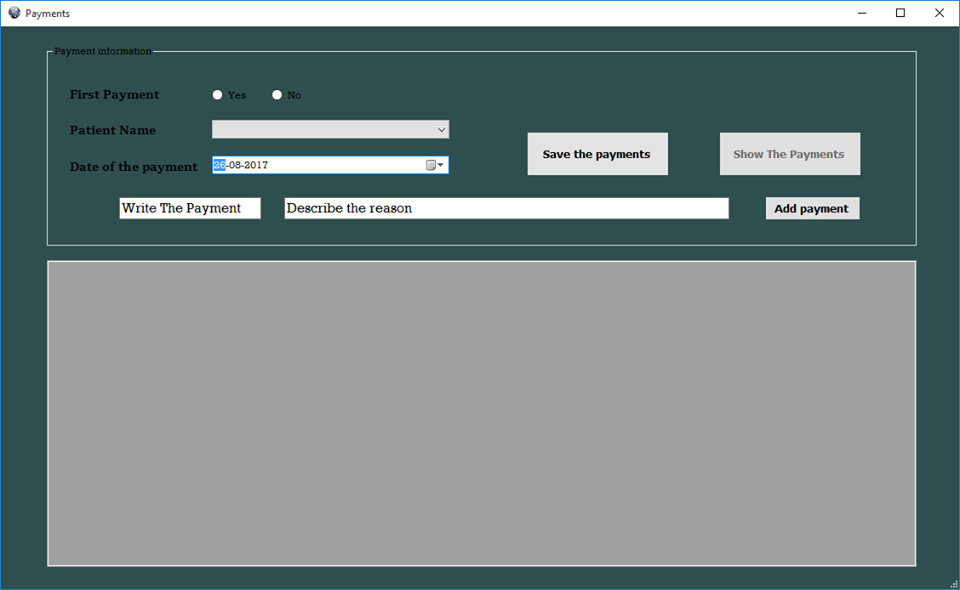 Payments
Payment information
First Payment Yes No
Patient Name
Date of the payment 26-08-2017
Save the payments Show The Payments
Write The Payment Describe the reason Add payment